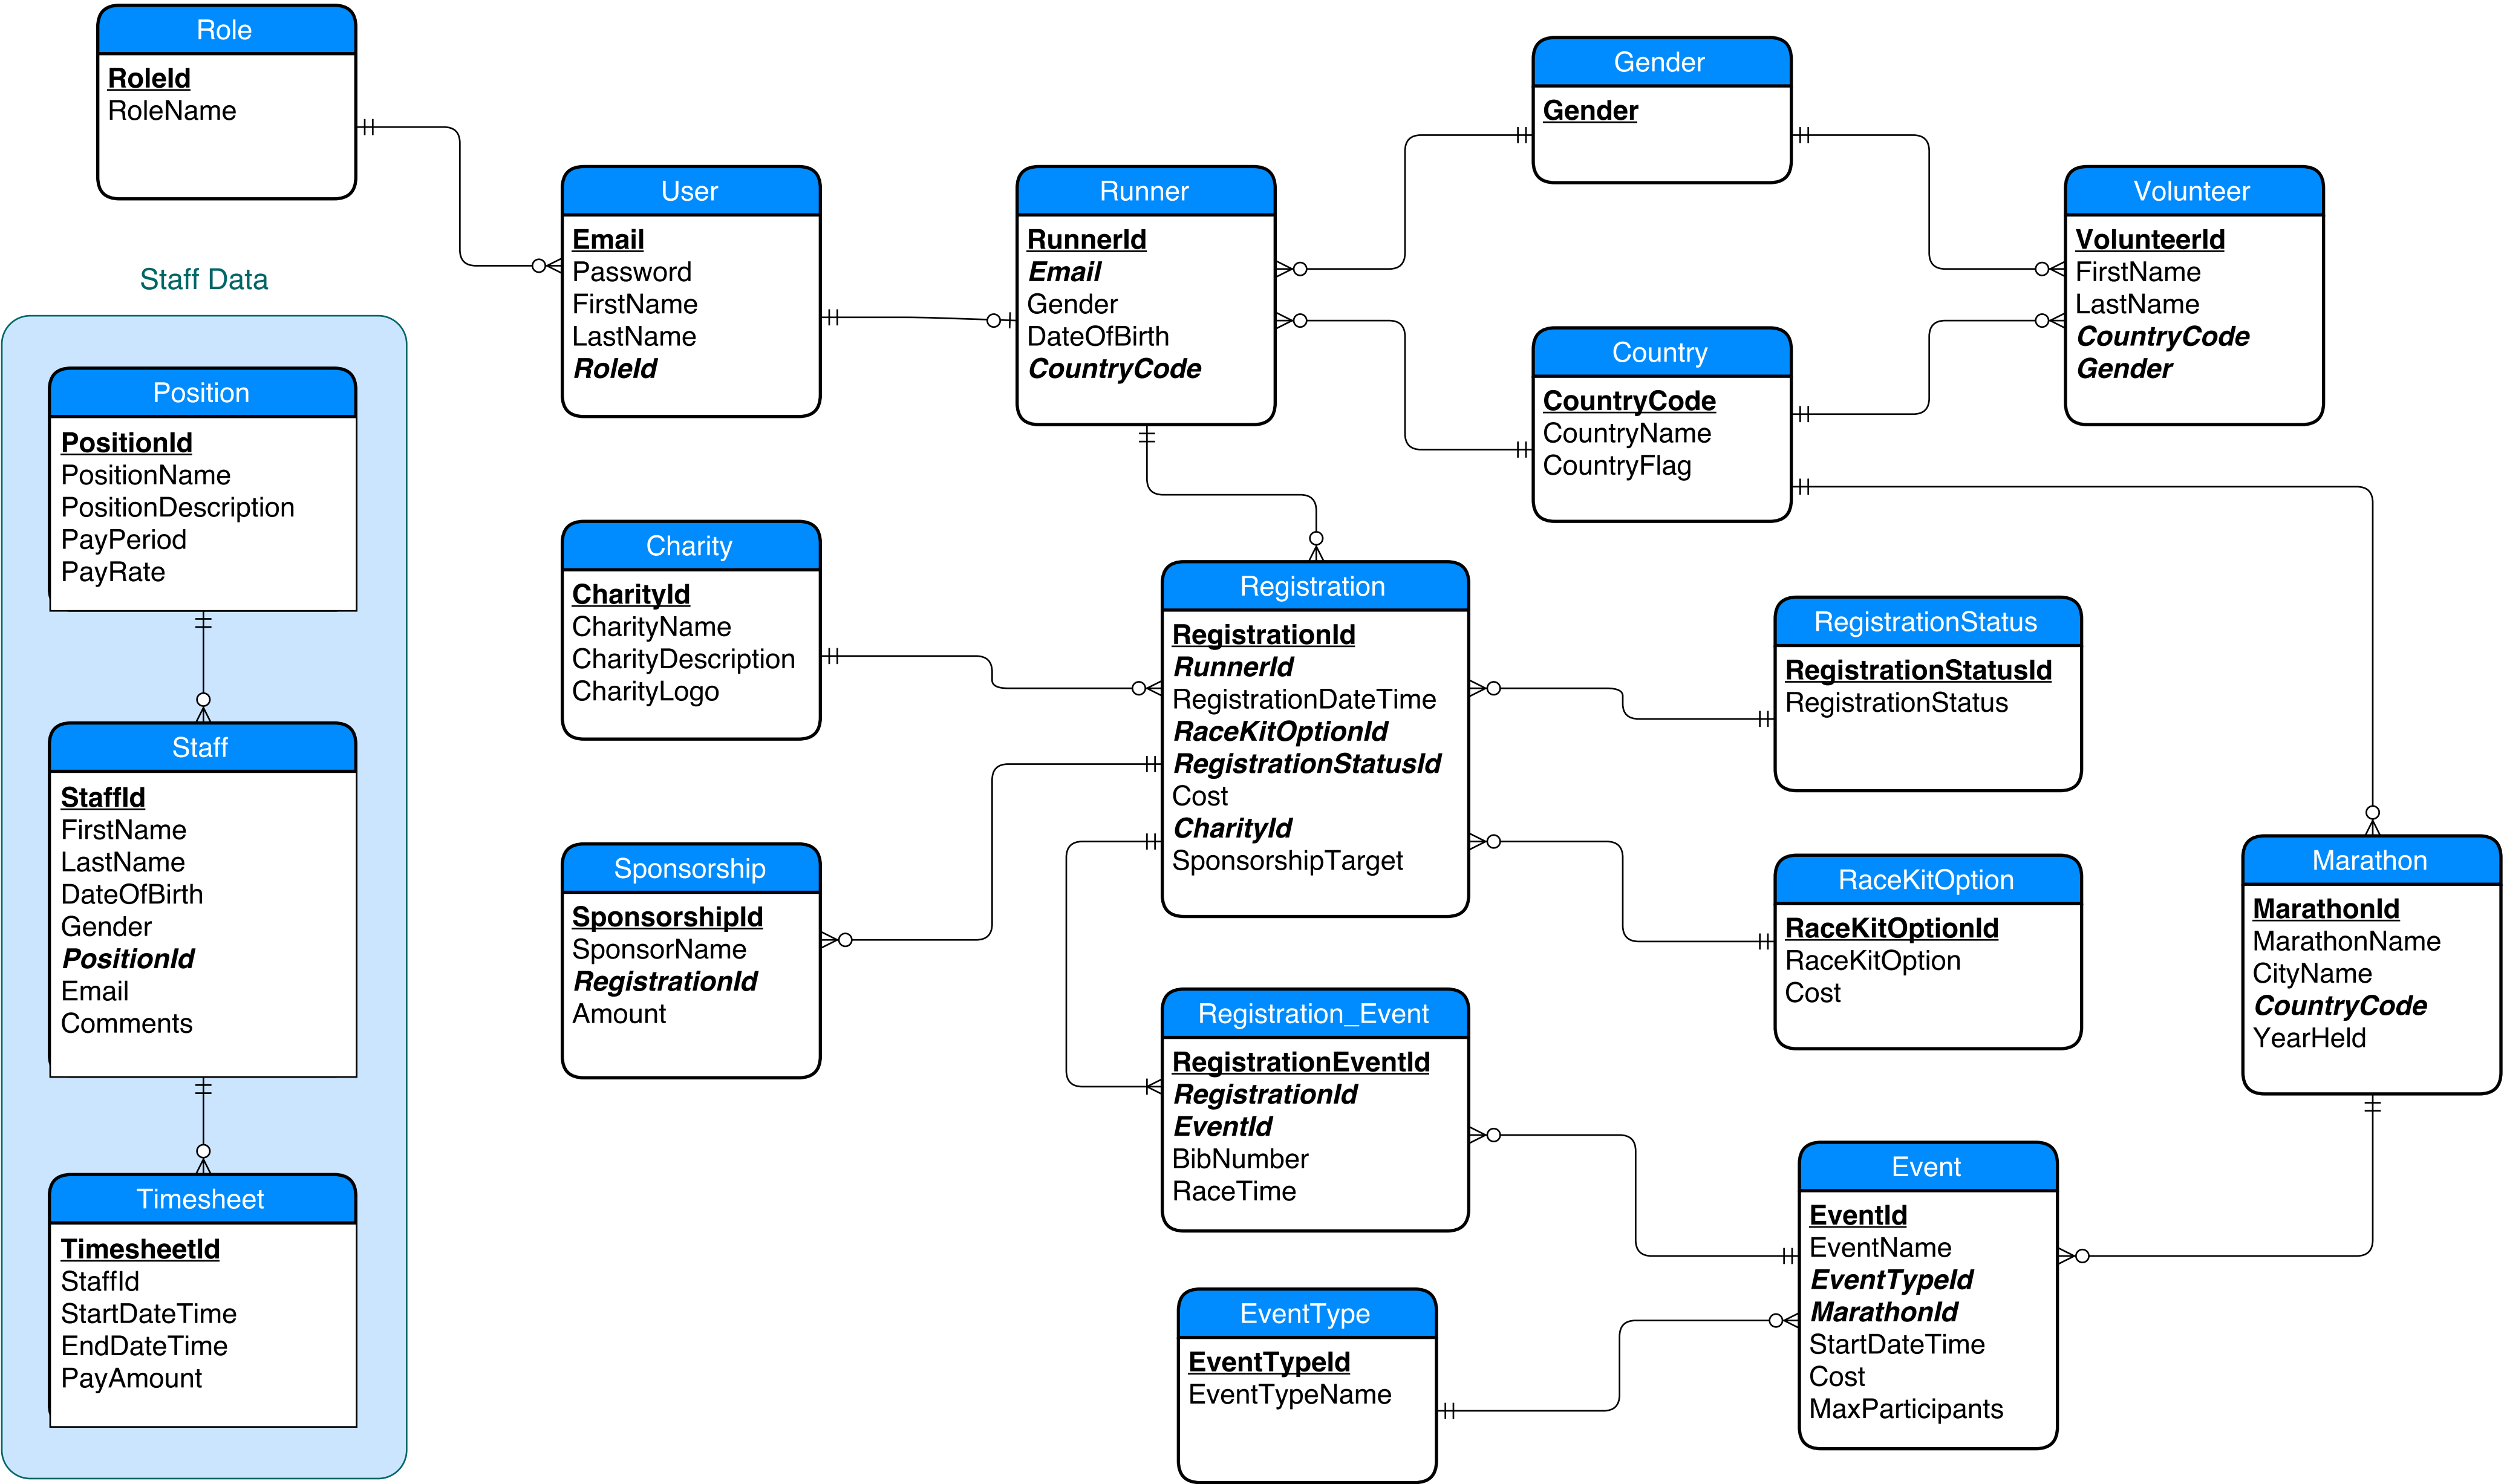 Role
RoleId
RoleName
User
Email
Password
FirstName
LastName
RoleId
Runner
RunnerId
Email
Gender
DateOfBirth
CountryCode
Gender
Gender
Volunteer
VolunteerId
FirstName
LastName
CountryCode
Gender
Country
CountryCode
CountryName
CountryFlag
Staff Data
Position
PositionId
PositionName
PositionDescription
PayPeriod
PayRate
Staff
StaffId
FirstName
LastName
DateOfBirth
Gender
PositionId
Email
Comments
Timesheet
TimesheetId
StaffId
StartDateTime
EndDateTime
PayAmount
Charity
CharityId
CharityName
CharityDescription
CharityLogo
Sponsorship
SponsorshipId
SponsorName
RegistrationId
Amount
Registration
RegistrationId
RunnerId
RegistrationDateTime
RaceKitOptionId
RegistrationStatusId
Cost
CharityId
SponsorshipTarget
RegistrationStatus
RegistrationStatusId
RegistrationStatus
RaceKitOption
RaceKitOptionId
RaceKitOption
Cost
Marathon
MarathonId
MarathonName
CityName
CountryCode
YearHeld
Registration_Event
RegistrationEventId
RegistrationId
EventId
BibNumber
RaceTime
Event
EventId
EventName
EventTypeId
MarathonId
StartDateTime
Cost
MaxParticipants
EventType
EventTypeId
EventTypeName